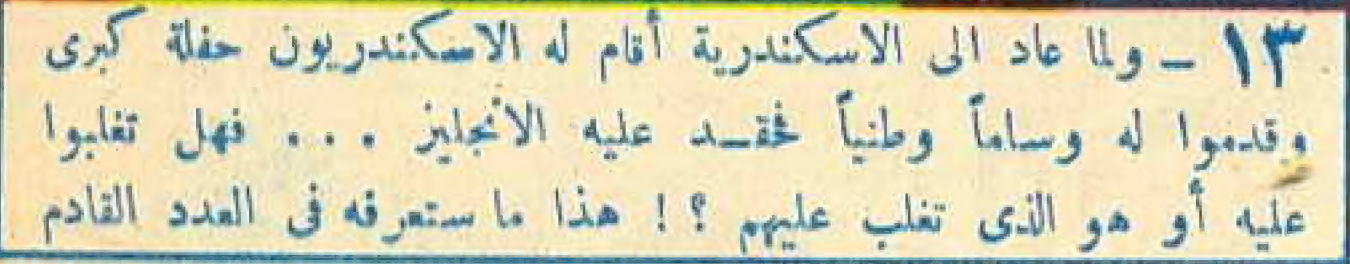 ١٣ — ولما عاد الى الاسكندرية أقام له الاسكندريون حفلة كبرى
وقدموا له وساماً وطنياً فحقـد عليه الانجليز . . . فهل تغلبوا
عليه أو هو الذى تغلب عليهم ؟ ! هذا ما ستعرفه فى العدد القادم